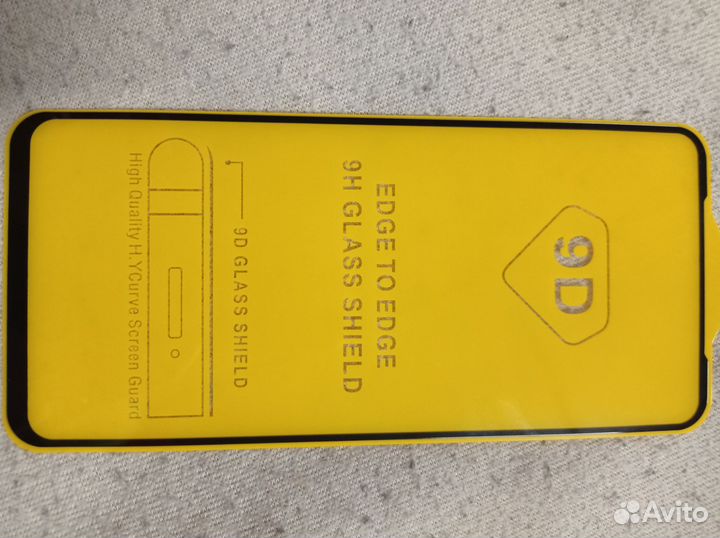 9D
EDGE TO EDGE
9H GLASS SHIELD
9D GLASS SHIELD
High Quality H.YCurve Screen Guard
Avito